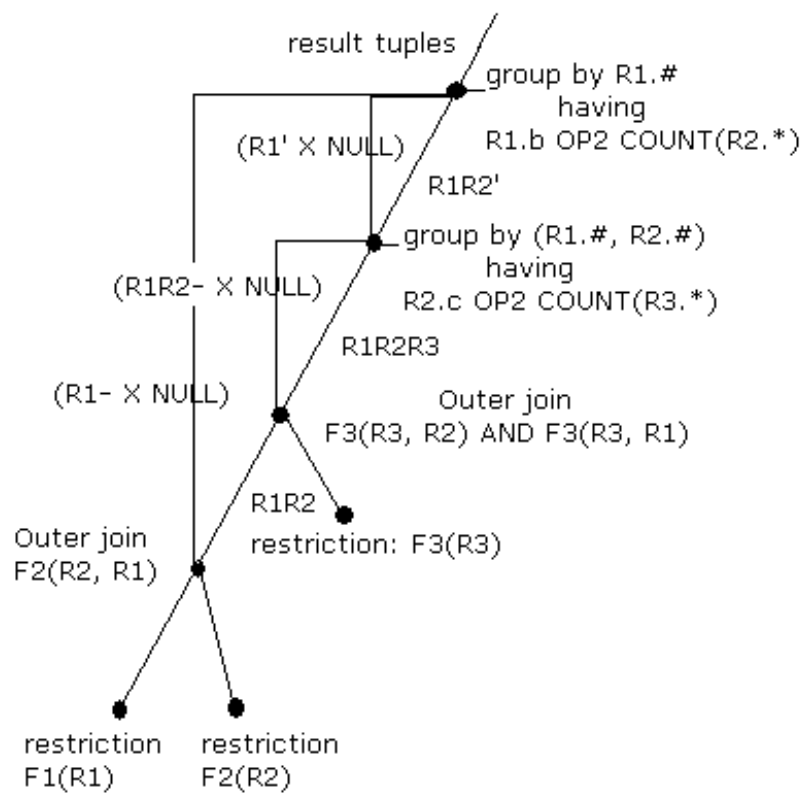 result tuples
group by R1.#
having
R1.b OP2 COUNT(R2.*)
(R1' X NULL)
R1R2'
group by (R1.#, R2.#)
having
R2.c OP2 COUNT(R3.*)
(R1R2- X NULL)
R1R2R3
(R1- X NULL)
Outer join
F3(R3, R2) AND F3(R3, R1)
R1R2
restriction: F3(R3)
Outer join
F2(R2, R1)
restriction
F1(R1)
restriction
F2(R2)